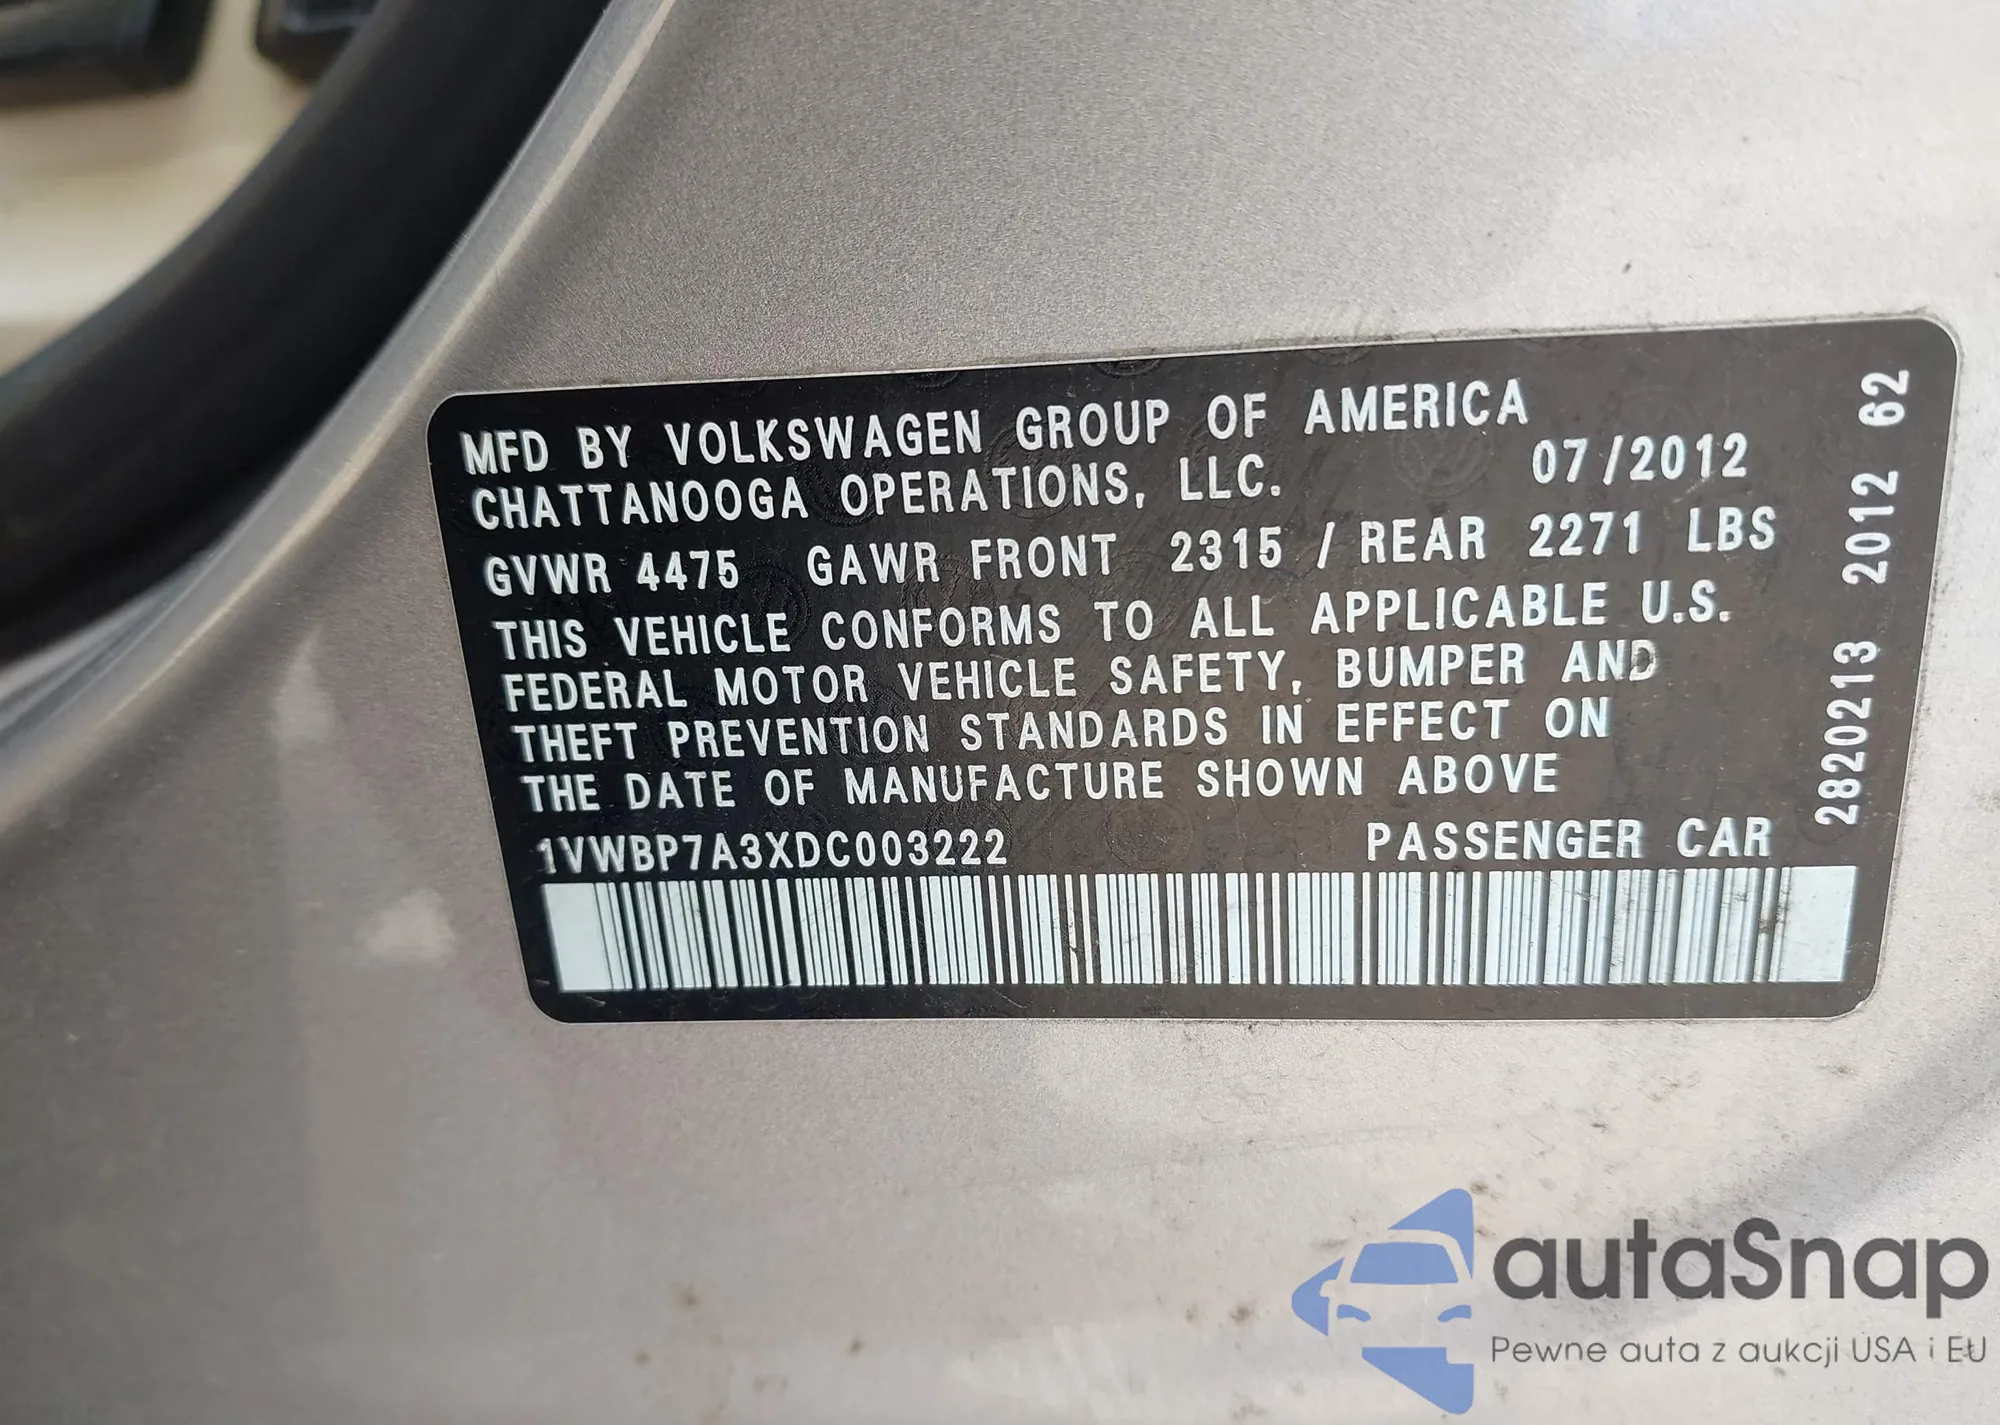 MFD BY VOLKSWAGEN GROUP OF AMERICA
CHATTANOOGA OPERATIONS, LLC. 07/2012
GVWR 4475 GAWR FRONT 2315 / REAR 2271 LBS
THIS VEHICLE CONFORMS TO ALL APPLICABLE U.S.
FEDERAL MOTOR VEHICLE SAFETY, BUMPER AND
THEFT PREVENTION STANDARDS IN EFFECT ON
THE DATE OF MANUFACTURE SHOWN ABOVE
1VWBP7A3XDC003222 PASSENGER CAR
2820213 2012 62
autaSnap
Pewne auta z aukcji USA i EU